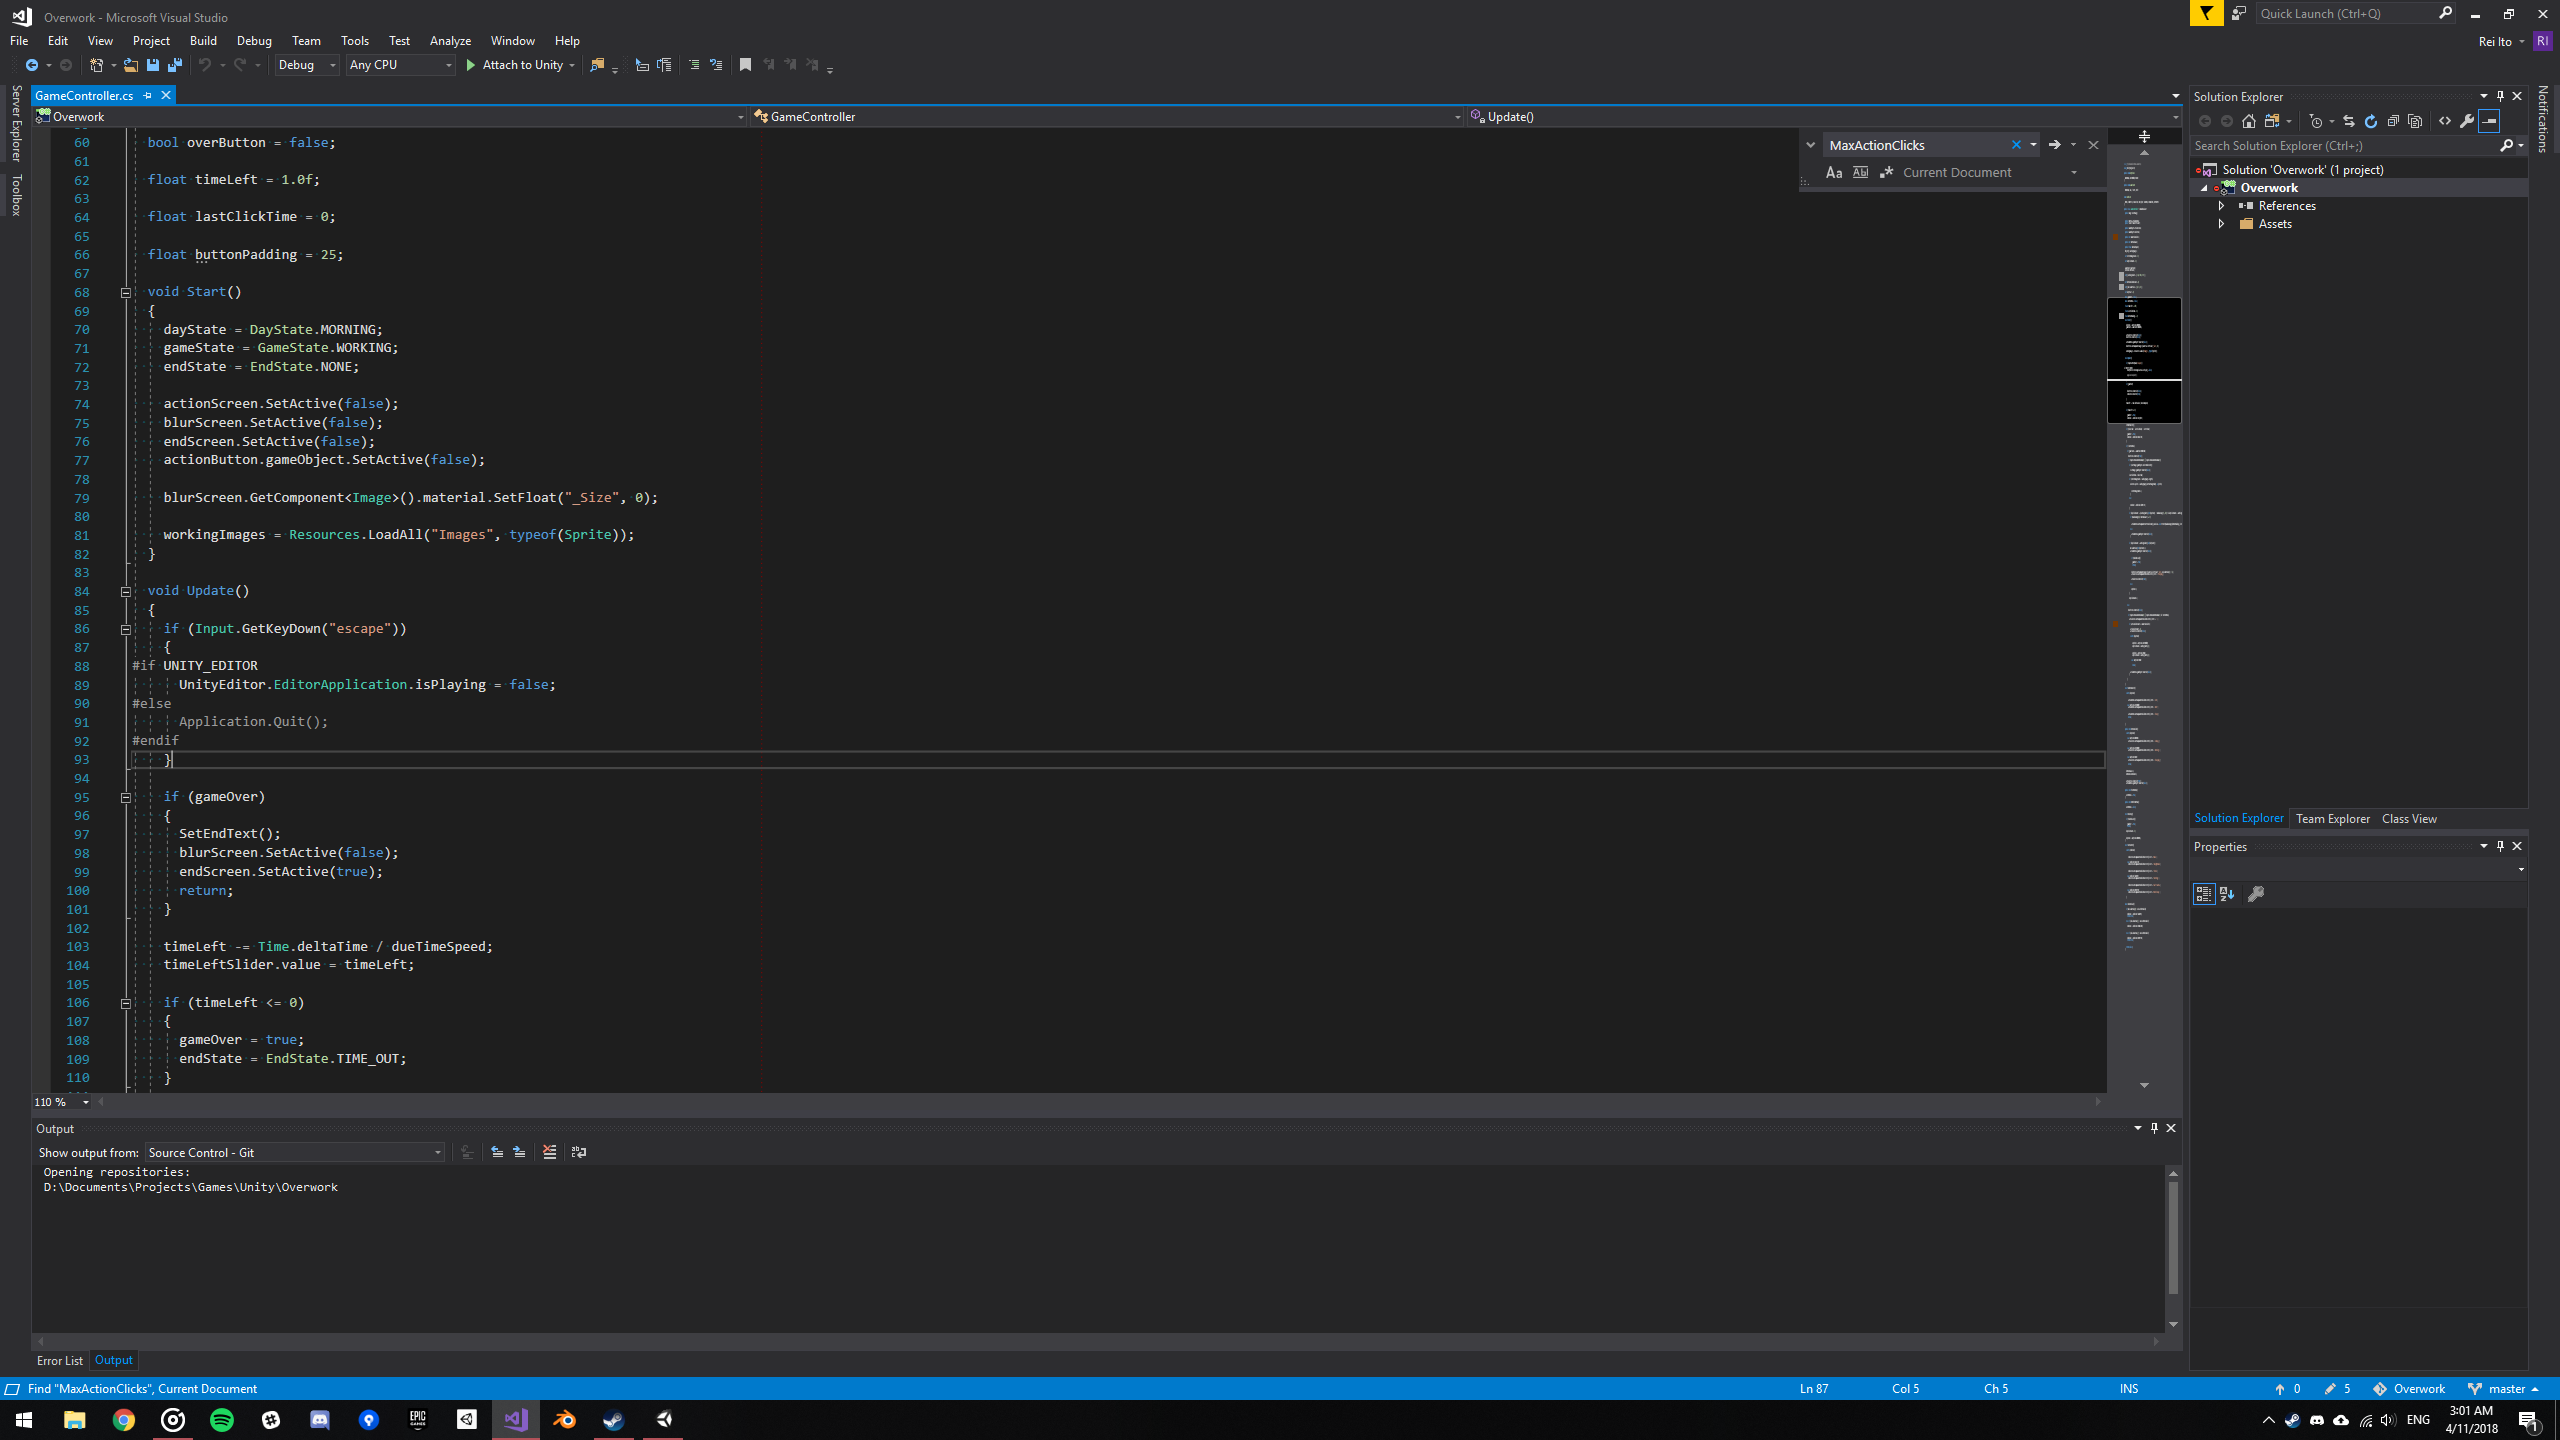 Overwork - Microsoft Visual Studio
Quick Launch (Ctrl+Q)
File Edit View Project Build Debug Team Tools Test Analyze Window Help
Rei Ito RI
Debug Any CPU Attach to Unity
Server Explorer
Toolbox
Notifications
GameController.cs
Overwork GameController Update()
MaxActionClicks
Aa Ab| .* Current Document
60 bool overButton = false;
61
62 float timeLeft = 1.0f;
63
64 float lastClickTime = 0;
65
66 float buttonPadding = 25;
67
68 void Start()
69 {
70 dayState = DayState.MORNING;
71 gameState = GameState.WORKING;
72 endState = EndState.NONE;
73
74 actionScreen.SetActive(false);
75 blurScreen.SetActive(false);
76 endScreen.SetActive(false);
77 actionButton.gameObject.SetActive(false);
78
79 blurScreen.GetComponent<Image>().material.SetFloat("_Size", 0);
80
81 workingImages = Resources.LoadAll("Images", typeof(Sprite));
82 }
83
84 void Update()
85 {
86 if (Input.GetKeyDown("escape"))
87 {
88 #if UNITY_EDITOR
89 UnityEditor.EditorApplication.isPlaying = false;
90 #else
91 Application.Quit();
92 #endif
93 }
94
95 if (gameOver)
96 {
97 SetEndText();
98 blurScreen.SetActive(false);
99 endScreen.SetActive(true);
100 return;
101 }
102
103 timeLeft -= Time.deltaTime / dueTimeSpeed;
104 timeLeftSlider.value = timeLeft;
105
106 if (timeLeft <= 0)
107 {
108 gameOver = true;
109 endState = EndState.TIME_OUT;
110 }
110 %
Solution Explorer
Search Solution Explorer (Ctrl+;)
Solution 'Overwork' (1 project)
Overwork
References
Assets
Solution Explorer Team Explorer Class View
Properties
Output
Show output from: Source Control - Git
Opening repositories:
D:\Documents\Projects\Games\Unity\Overwork
Error List Output
Find "MaxActionClicks", Current Document Ln 87 Col 5 Ch 5 INS 0 5 Overwork master
EPIC GAMES
ENG 3:01 AM
4/11/2018
1